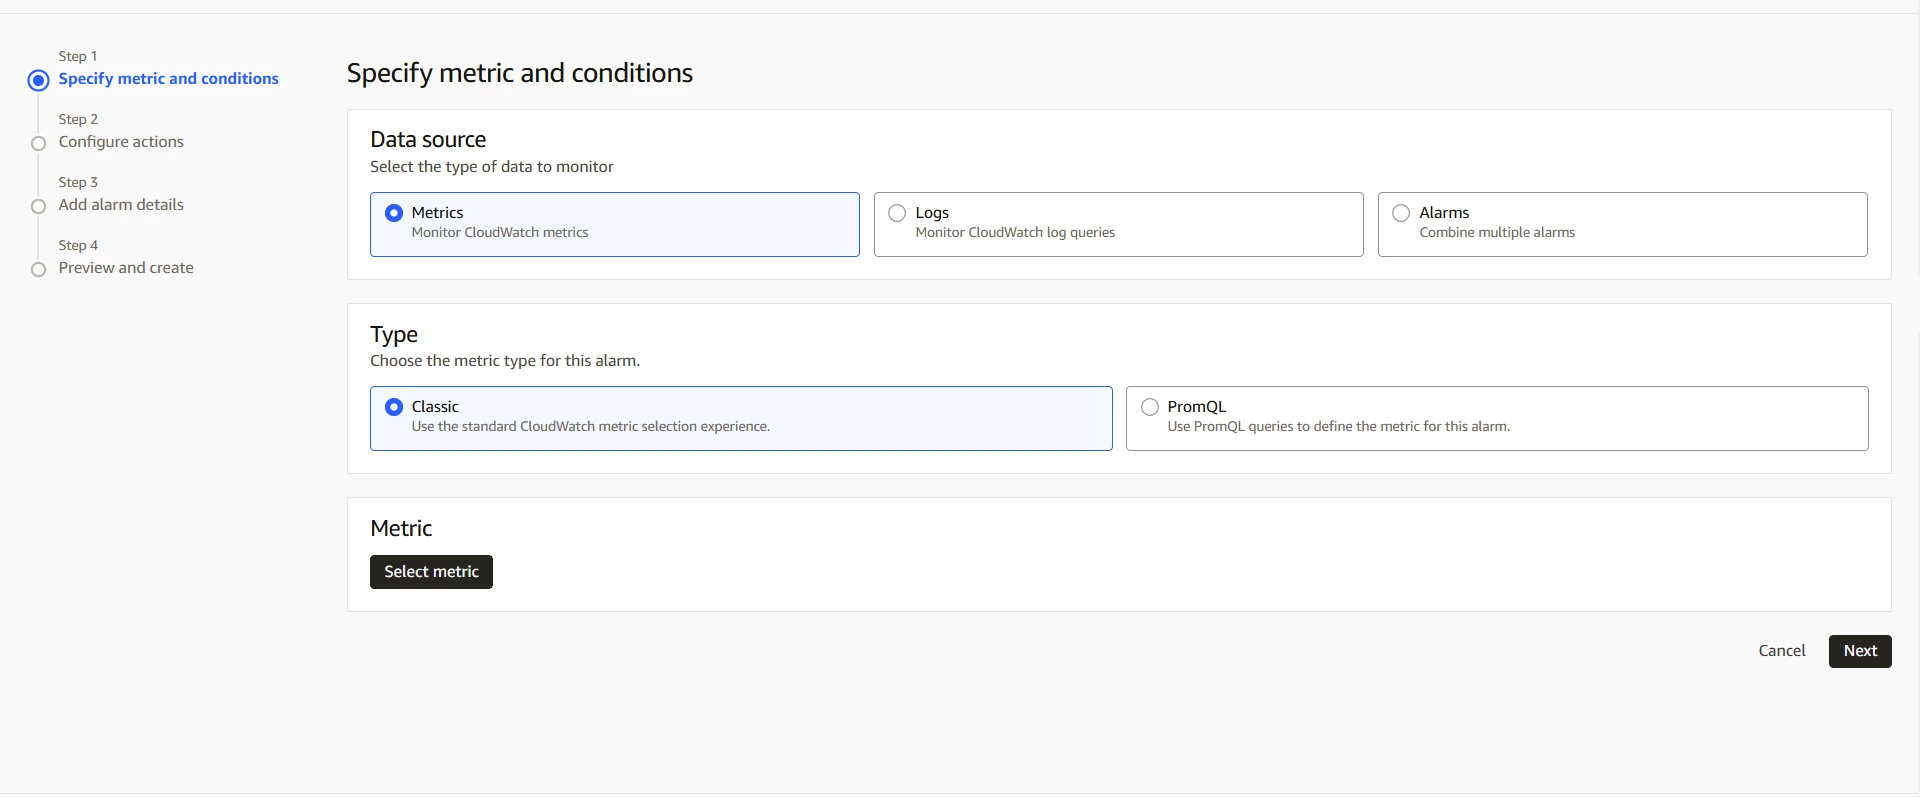 Step 1
Specify metric and conditions
Step 2
Configure actions
Step 3
Add alarm details
Step 4
Preview and create
Specify metric and conditions
Data source
Select the type of data to monitor
Metrics
Monitor CloudWatch metrics
Logs
Monitor CloudWatch log queries
Alarms
Combine multiple alarms
Type
Choose the metric type for this alarm.
Classic
Use the standard CloudWatch metric selection experience.
PromQL
Use PromQL queries to define the metric for this alarm.
Metric
Select metric
Cancel
Next